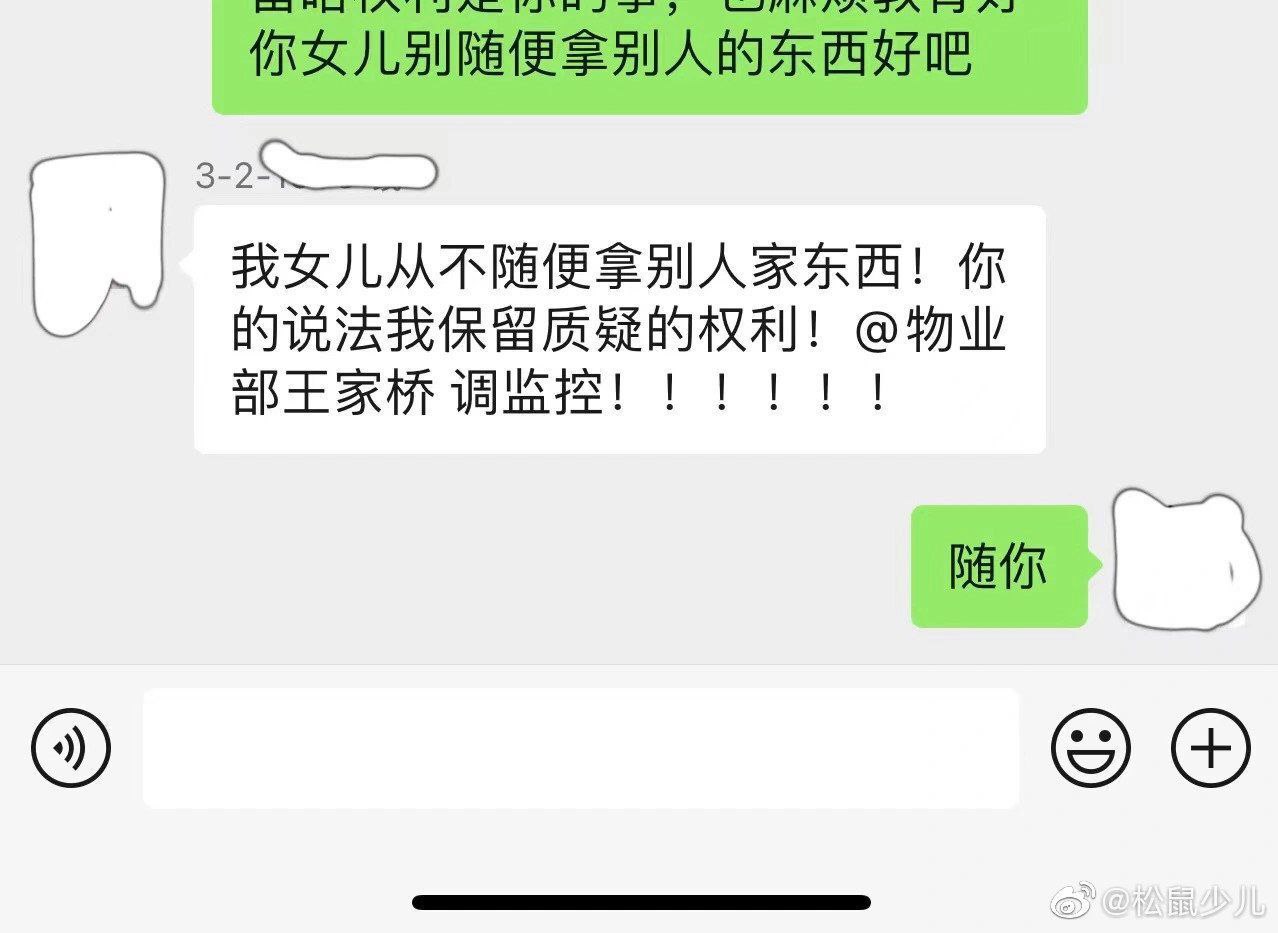 你女儿别随便拿别人的东西好吧
3-2-
我女儿从不随便拿别人家东西！你
的说法我保留质疑的权利！@物业
部王家桥 调监控！！！！！！
随你
@松鼠少儿